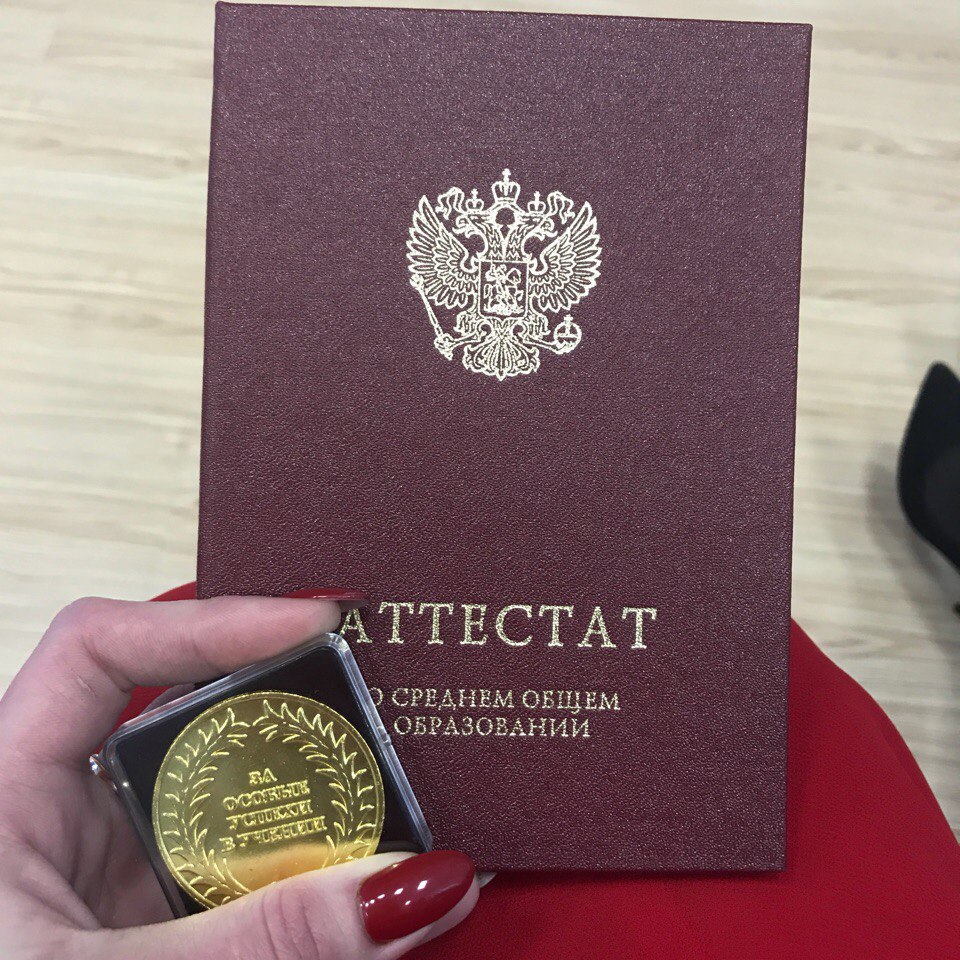 АТТЕСТАТ
О СРЕДНЕМ ОБЩЕМ
ОБРАЗОВАНИИ
ЗА
ОСОБЫЕ
УСПЕХИ
В УЧЕНИИ